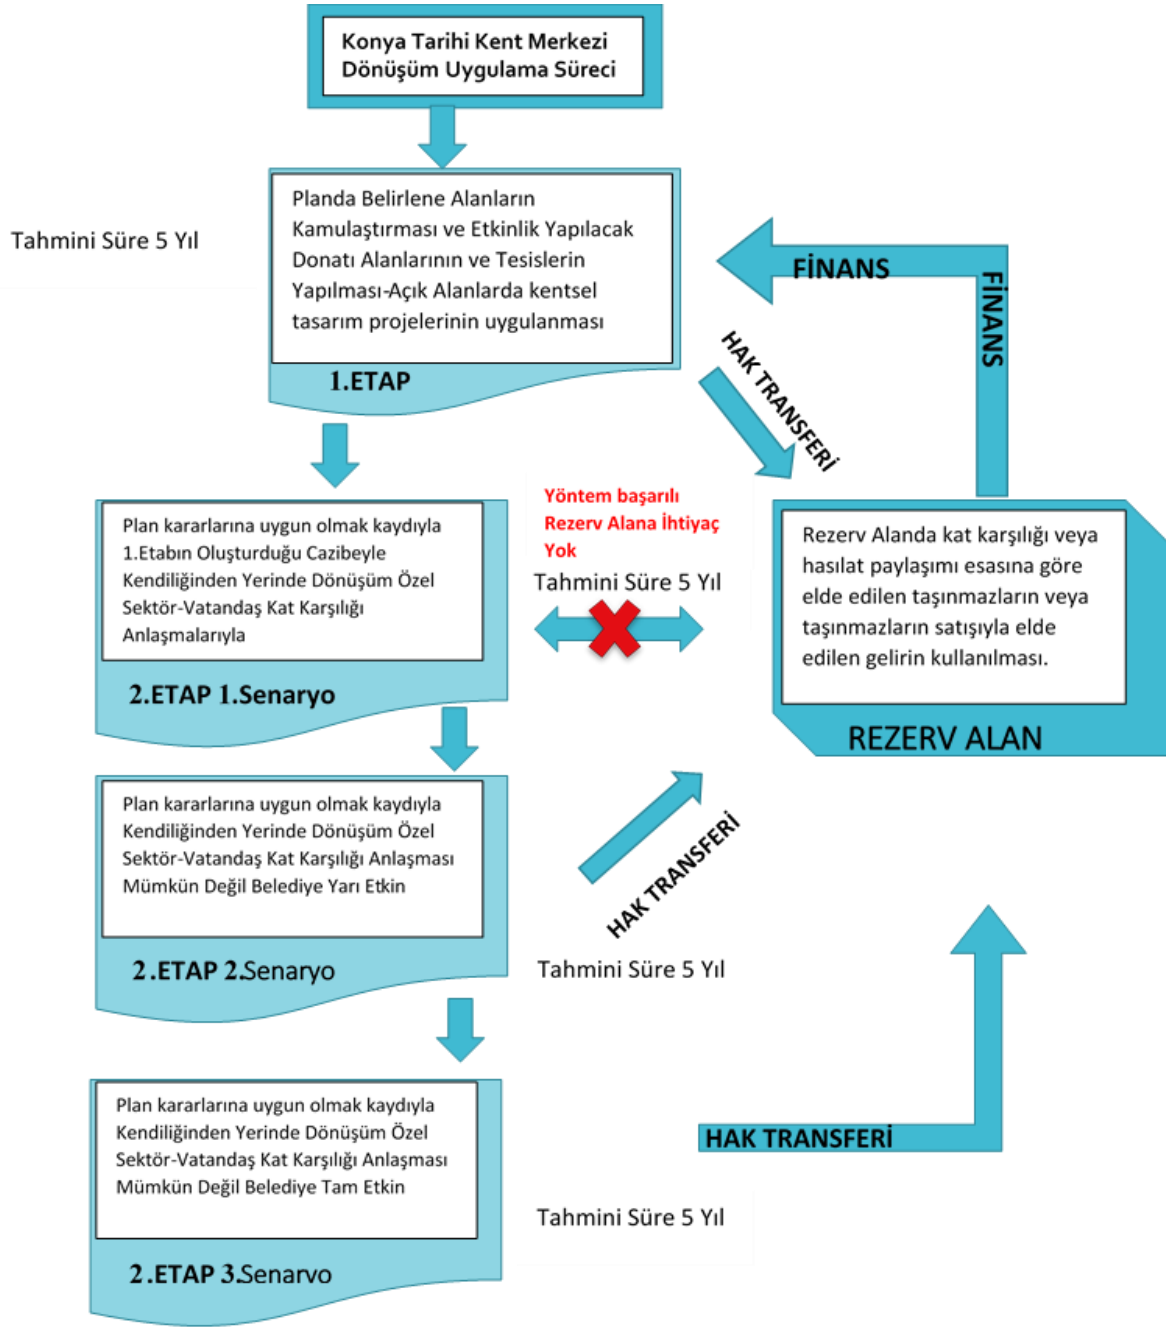 Konya Tarihi Kent Merkezi
Dönüşüm Uygulama Süreci
Tahmini Süre 5 Yıl
Planda Belirlene Alanların
Kamulaştırması ve Etkinlik Yapılacak
Donatı Alanlarının ve Tesislerin
Yapılması-Açık Alanlarda kentsel
tasarım projelerinin uygulanması
1.ETAP
FİNANS
FİNANS
HAK TRANSFERİ
Plan kararlarına uygun olmak kaydıyla
1.Etabın Oluşturduğu Cazibeyle
Kendiliğinden Yerinde Dönüşüm Özel
Sektör-Vatandaş Kat Karşılığı
Anlaşmalarıyla
2.ETAP 1.Senaryo
Yöntem başarılı
Rezerv Alana İhtiyaç
Yok
Tahmini Süre 5 Yıl
Rezerv Alanda kat karşılığı veya
hasılat paylaşımı esasına göre
elde edilen taşınmazların veya
taşınmazların satışıyla elde
edilen gelirin kullanılması.
REZERV ALAN
Plan kararlarına uygun olmak kaydıyla
Kendiliğinden Yerinde Dönüşüm Özel
Sektör-Vatandaş Kat Karşılığı Anlaşması
Mümkün Değil Belediye Yarı Etkin
2.ETAP 2.Senaryo
HAK TRANSFERİ
Tahmini Süre 5 Yıl
Plan kararlarına uygun olmak kaydıyla
Kendiliğinden Yerinde Dönüşüm Özel
Sektör-Vatandaş Kat Karşılığı Anlaşması
Mümkün Değil Belediye Tam Etkin
2.ETAP 3.Senaryo
HAK TRANSFERİ
Tahmini Süre 5 Yıl